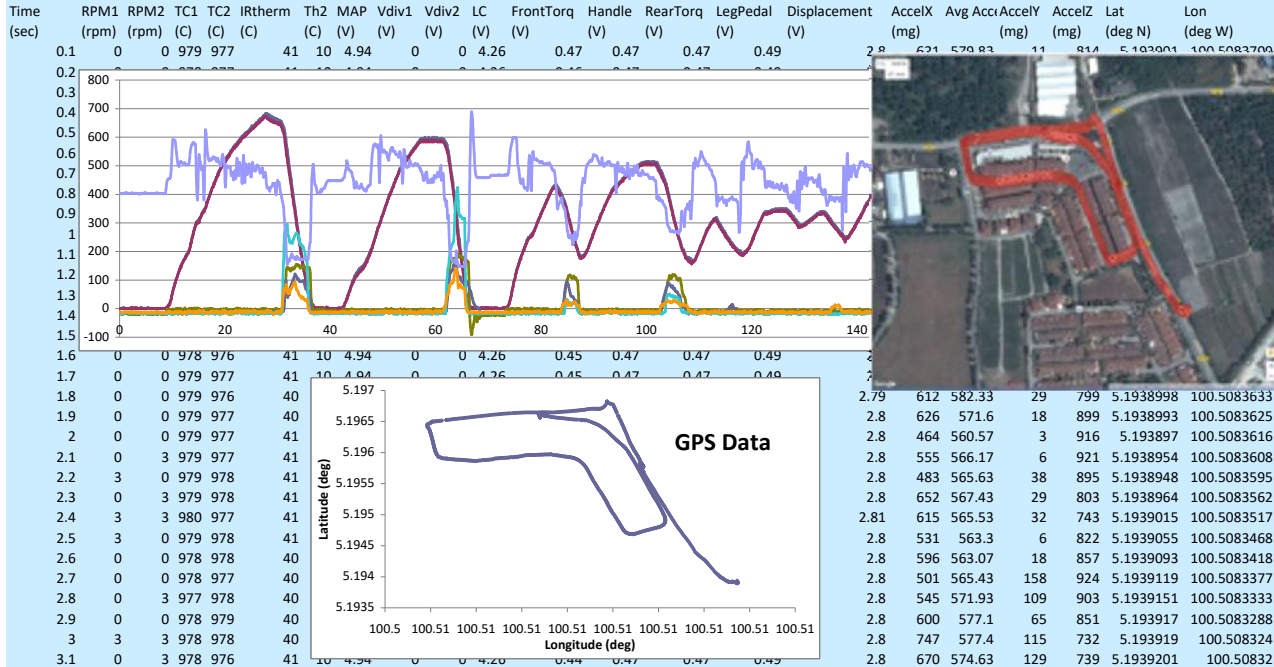 Time RPM1 RPM2 TC1 TC2 IRtherm Th2 MAP Vdiv1 Vdiv2 LC FrontTorq Handle RearTorq LegPedal Displacement AccelX Avg Acc AccelY AccelZ Lat Lon
(sec) (rpm) (rpm) (C) (C) (C) (C) (V) (V) (V) (V) (V) (V) (V) (V) (V) (mg) (mg) (mg) (deg N) (deg W)
0.1 0 0 979 977 41 10 4.94 0 0 4.26 0.47 0.47 0.47 0.49 2.8 631 579.83 11 814 5.193901 100.5083709
0.2
0.3
0.4
0.5
0.6
0.7
0.8
0.9
1
1.1
1.2
1.3
1.4
1.5
800
700
600
500
400
300
200
100
0
-100
0 20 40 60 80 100 120 140
1.6 0 0 978 976 41 10 4.94 0 0 4.26 0.45 0.47 0.47 0.49
1.7 0 0 979 977 41 10 4.94 0 0 4.26 0.45 0.47 0.47 0.49
1.8 0 0 979 976 40 2.79 612 582.33 29 799 5.1938998 100.5083633
1.9 0 0 979 977 40 2.8 626 571.6 18 899 5.1938993 100.5083625
2 0 0 979 977 41 2.8 464 560.57 3 916 5.193897 100.5083616
2.1 0 3 979 977 41 2.8 555 566.17 6 921 5.1938954 100.5083608
2.2 3 0 979 978 41 2.8 483 565.63 38 895 5.1938948 100.5083595
2.3 0 3 979 978 41 2.8 652 567.43 29 803 5.1938964 100.5083562
2.4 3 3 980 977 41 2.81 615 565.53 32 743 5.1939015 100.5083517
2.5 3 0 979 978 41 2.8 531 563.3 6 822 5.1939055 100.5083468
2.6 0 0 978 978 40 2.8 596 563.07 18 857 5.1939093 100.5083418
2.7 0 0 978 977 40 2.8 501 565.43 158 924 5.1939119 100.5083377
2.8 0 3 977 978 40 2.8 545 571.93 109 903 5.1939151 100.5083333
2.9 0 0 978 979 40 2.8 600 577.1 65 851 5.193917 100.5083288
3 3 3 978 978 40 2.8 747 577.4 115 732 5.193919 100.508324
3.1 0 3 978 976 41 10 4.94 0 0 4.26 0.44 0.47 0.47 0.49 2.8 670 574.63 129 739 5.1939201 100.50832
GPS Data
Latitude (deg)
5.197
5.1965
5.196
5.1955
5.195
5.1945
5.194
5.1935
100.5 100.51 100.51 100.51 100.51 100.51 100.51 100.51 100.51 100.51
Longitude (deg)